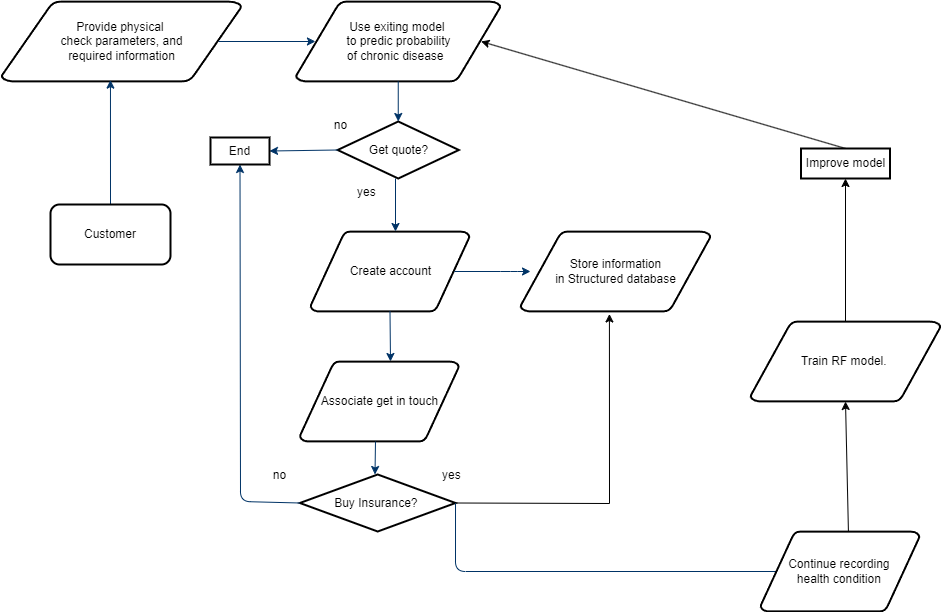 Provide physical
check parameters, and
required information
Use exiting model
to predic probability
of chronic disease
no
End
Get quote?
Improve model
yes
Customer
Create account
Store information
in Structured database
Train RF model.
Associate get in touch
no
yes
Buy Insurance?
Continue recording
health condition